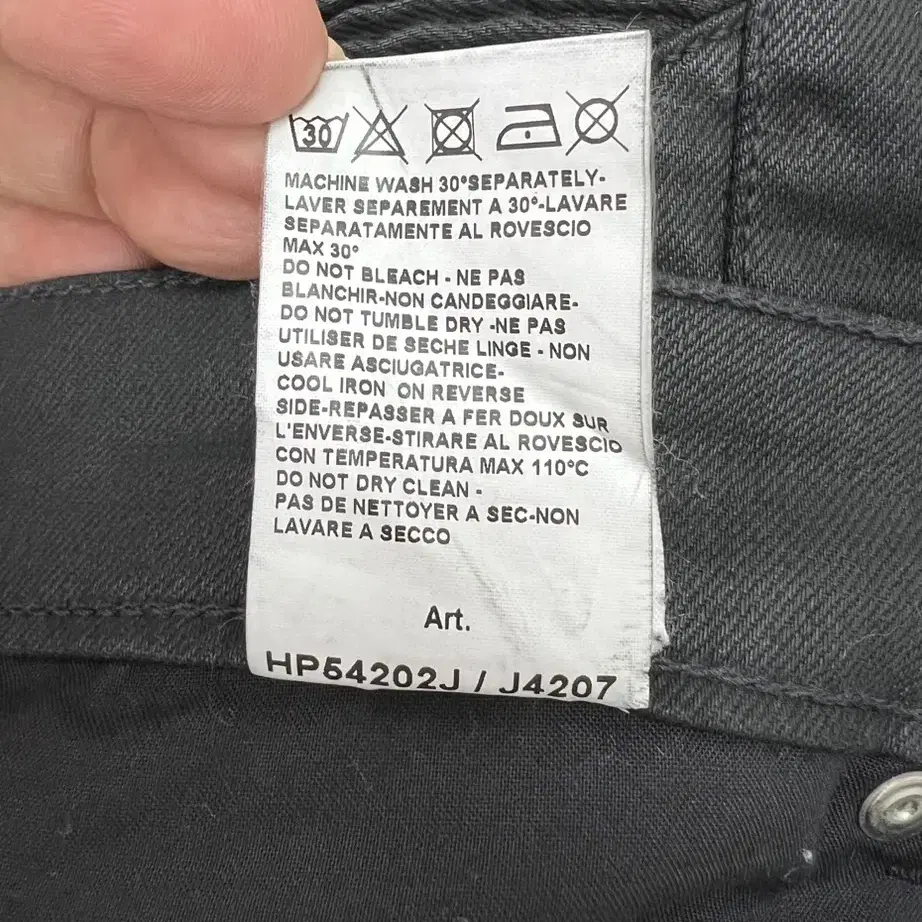 30
MACHINE WASH 30°SEPARATELY-
LAVER SEPAREMENT A 30°-LAVARE
SEPARATAMENTE AL ROVESCIO
MAX 30°
DO NOT BLEACH - NE PAS
BLANCHIR-NON CANDEGGIARE-
DO NOT TUMBLE DRY -NE PAS
UTILISER DE SECHE LINGE - NON
USARE ASCIUGATRICE-
COOL IRON ON REVERSE
SIDE-REPASSER A FER DOUX SUR
L'ENVERSE-STIRARE AL ROVESCIO
CON TEMPERATURA MAX 110°C
DO NOT DRY CLEAN -
PAS DE NETTOYER A SEC-NON
LAVARE A SECCO
Art.
HP54202J / J4207